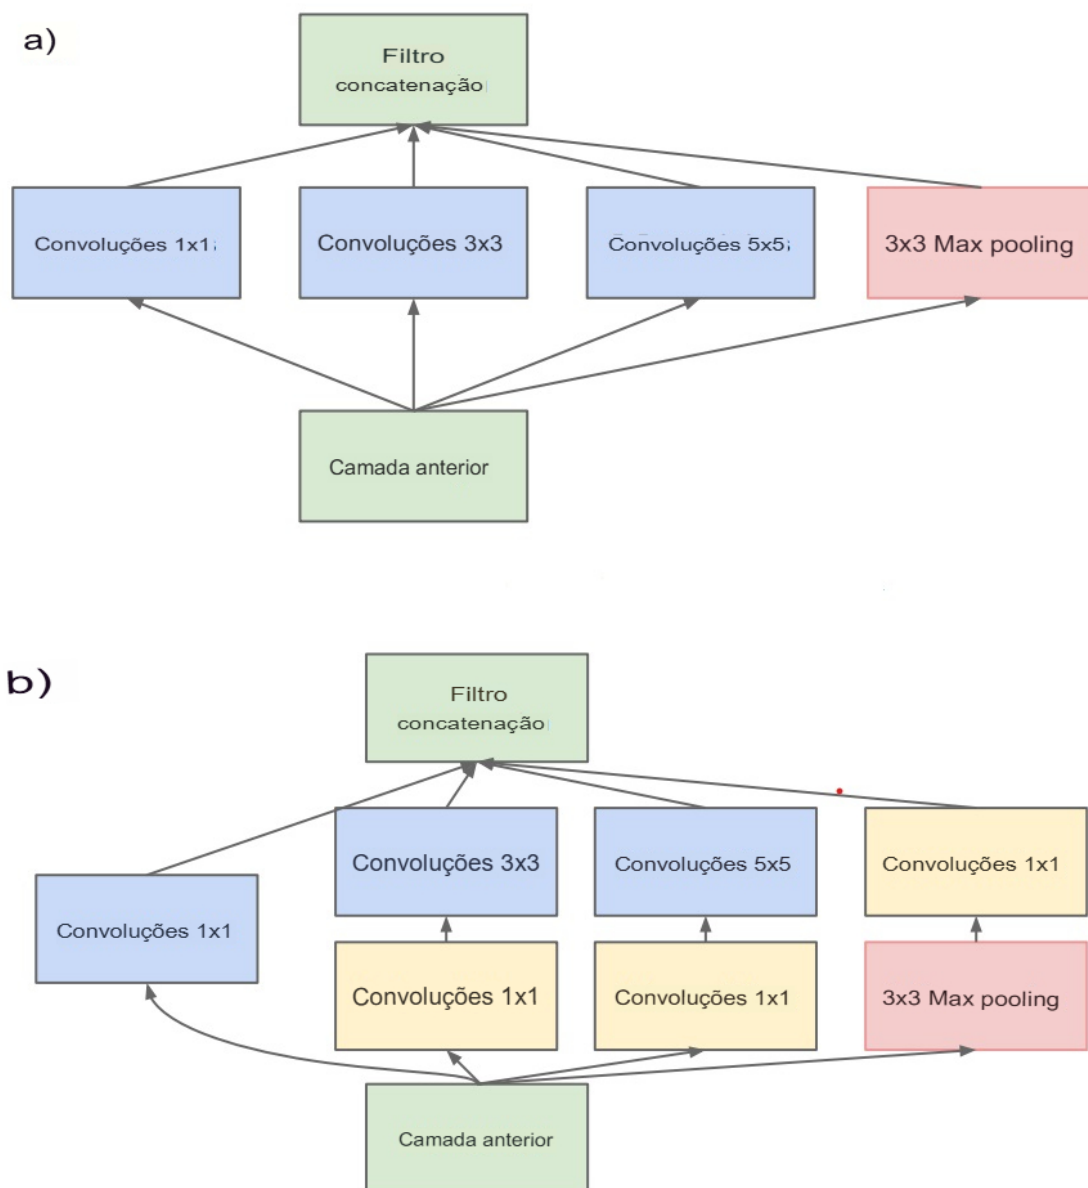 a)
Filtro
concatenação
Convoluções 1x1
Convoluções 3x3
Convoluções 5x5
3x3 Max pooling
Camada anterior
b)
Filtro
concatenação
Convoluções 3x3
Convoluções 5x5
Convoluções 1x1
Convoluções 1x1
Convoluções 1x1
Convoluções 1x1
3x3 Max pooling
Camada anterior